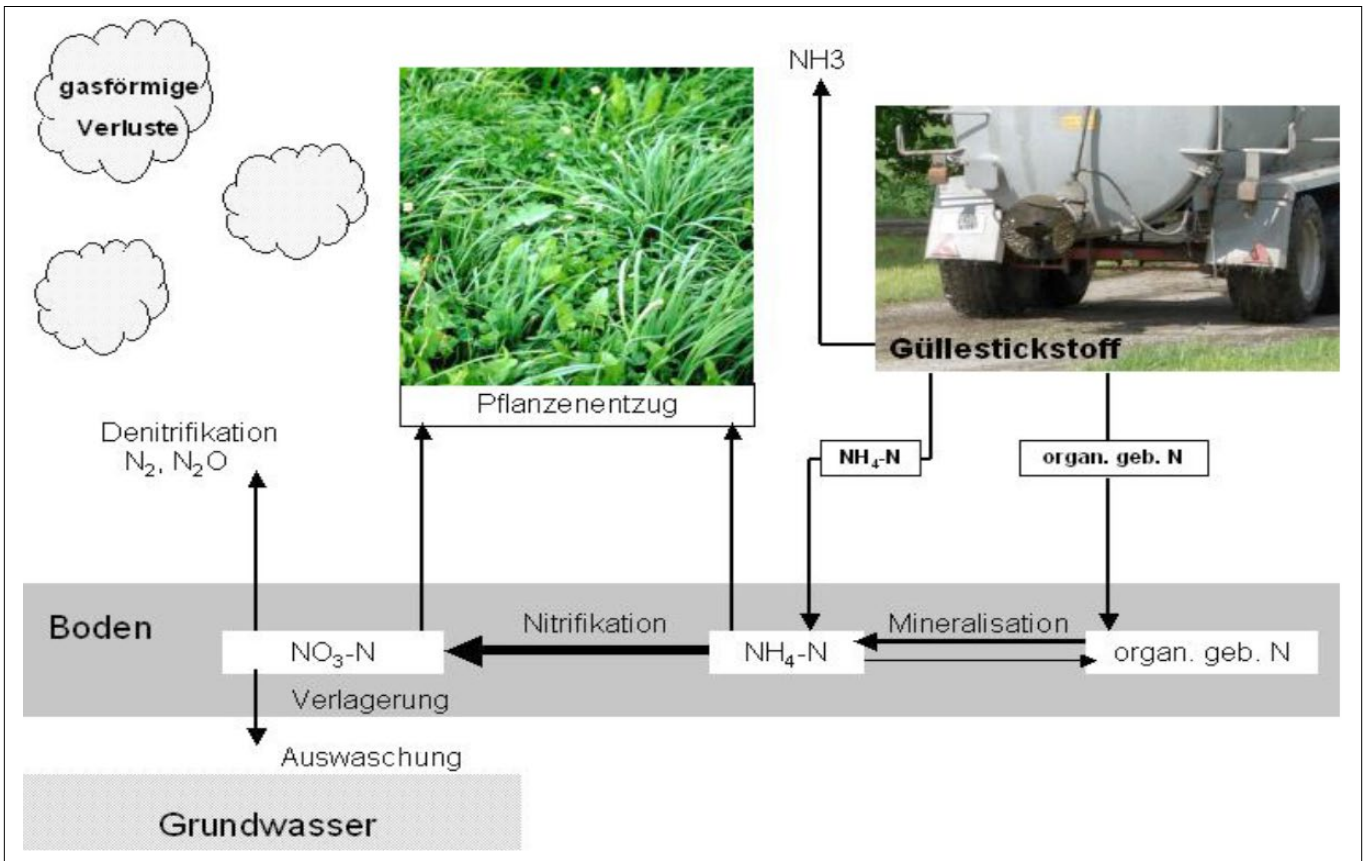 gasförmige
Verluste
NH3
Güllestickstoff
Pflanzenentzug
Denitrifikation
N₂, N₂O
NH₄-N
organ. geb. N
Boden
Nitrifikation
Mineralisation
NO₃-N
NH₄-N
organ. geb. N
Verlagerung
Auswaschung
Grundwasser